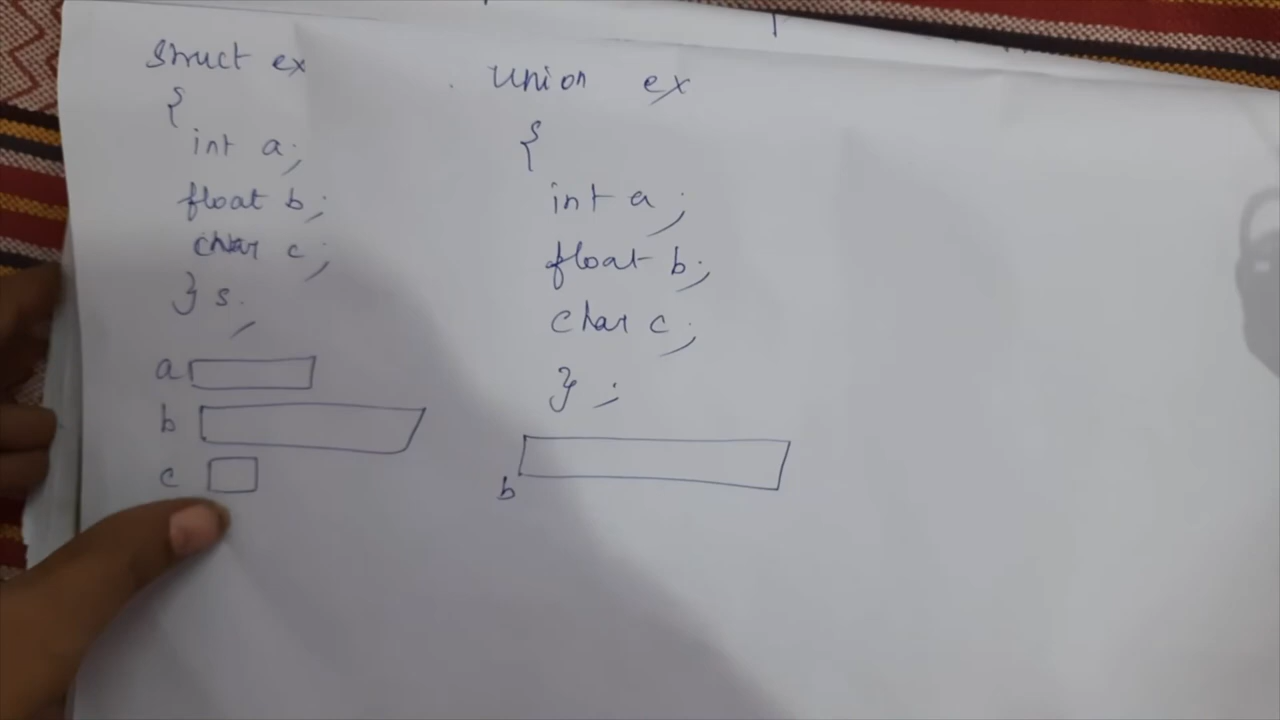 struct ex
{
int a;
float b;
char c;
} s;
a
b
c
union ex
{
int a;
float b;
char c;
};
b